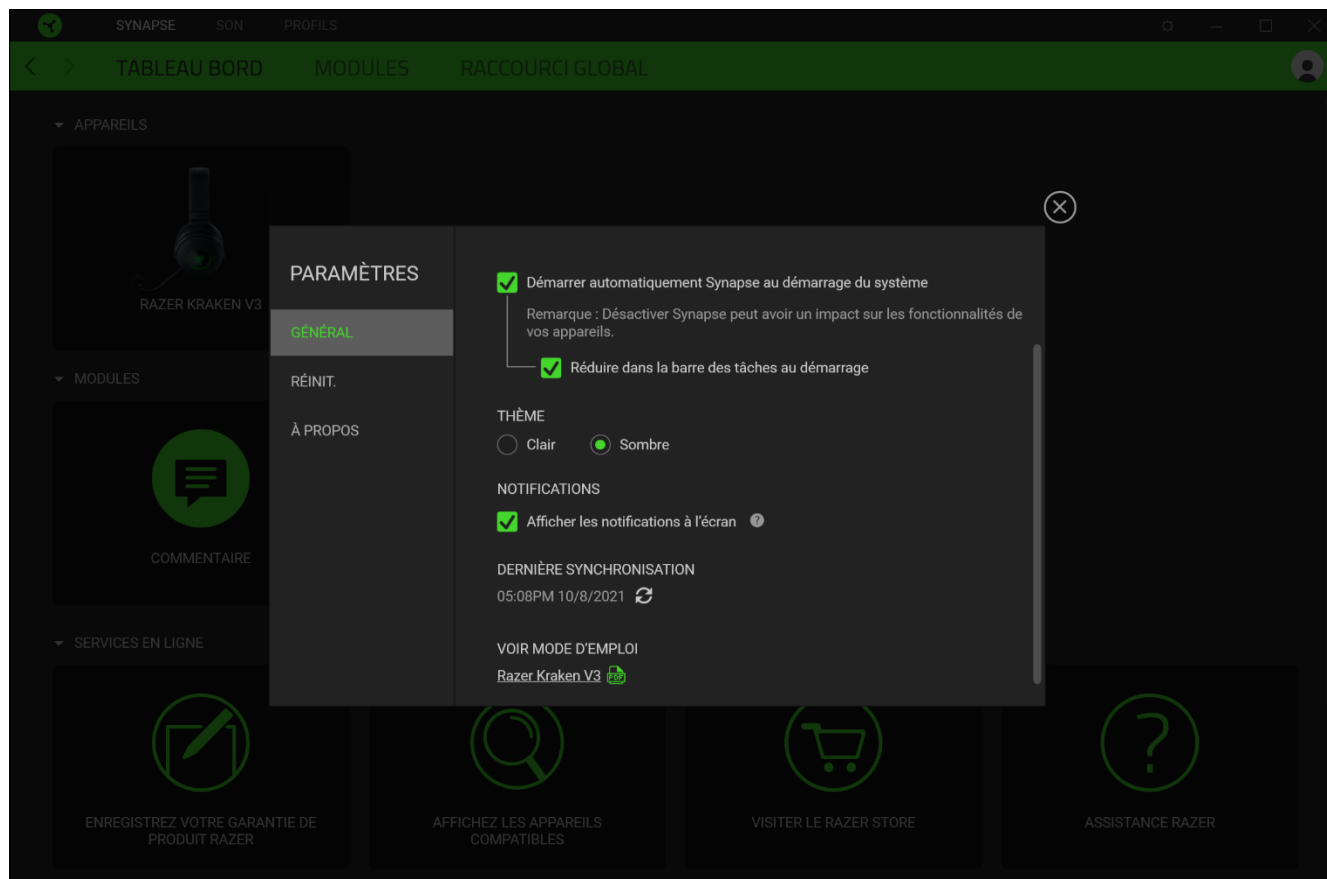 SYNAPSE SON PROFILS
TABLEAU BORD MODULES RACCOURCI GLOBAL
APPAREILS
RAZER KRAKEN V3
MODULES
COMMENTAIRE
SERVICES EN LIGNE
ENREGISTREZ VOTRE GARANTIE DE
PRODUIT RAZER
AFFICHEZ LES APPAREILS
COMPATIBLES
VISITER LE RAZER STORE
ASSISTANCE RAZER
PARAMÈTRES
GÉNÉRAL
RÉINIT.
À PROPOS
Démarrer automatiquement Synapse au démarrage du système
Remarque : Désactiver Synapse peut avoir un impact sur les fonctionnalités de
vos appareils.
Réduire dans la barre des tâches au démarrage
THÈME
Clair Sombre
NOTIFICATIONS
Afficher les notifications à l'écran ?
DERNIÈRE SYNCHRONISATION
05:08PM 10/8/2021
VOIR MODE D'EMPLOI
Razer Kraken V3 PDF